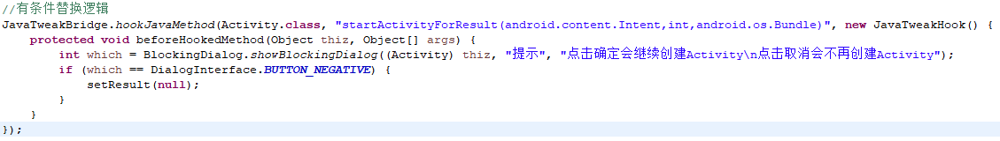 //有条件替换逻辑
JavaTweakBridge.hookJavaMethod(Activity.class, "startActivityForResult(android.content.Intent,int,android.os.Bundle)", new JavaTweakHook() {
    protected void beforeHookedMethod(Object thiz, Object[] args) {
        int which = BlockingDialog.showBlockingDialog((Activity) thiz, "提示", "点击确定会继续创建Activity\n点击取消会不再创建Activity");
        if (which == DialogInterface.BUTTON_NEGATIVE) {
            setResult(null);
        }
    }
});